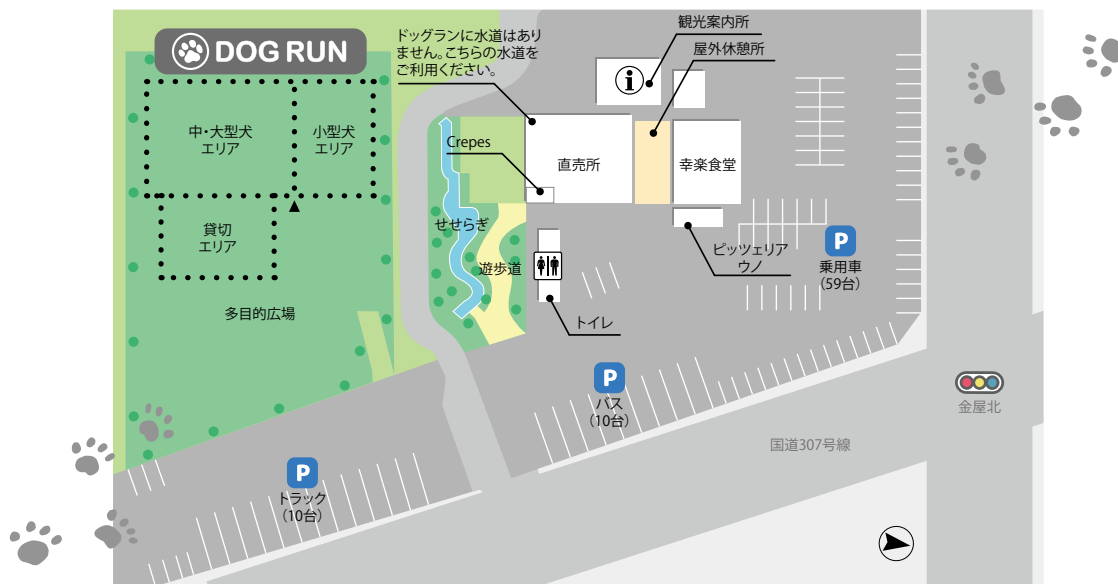 DOG RUN
ドッグランに水道はあり
ません。こちらの水道を
ご利用ください。
観光案内所
屋外休憩所
中・大型犬
エリア
小型犬
エリア
Crepes
直売所
幸楽食堂
貸切
エリア
せせらぎ
遊歩道
ピッツェリア
ウノ
P
乗用車
(59台)
多目的広場
トイレ
P
バス
(10台)
金屋北
国道307号線
P
トラック
(10台)